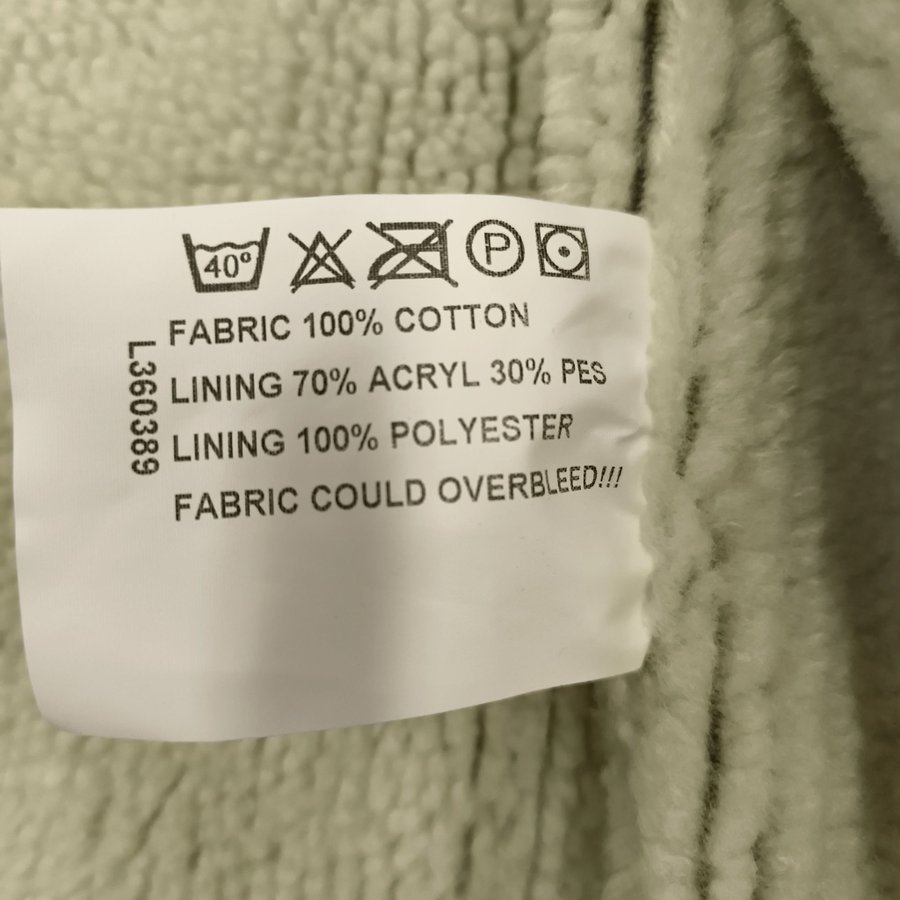 40°
P
FABRIC 100% COTTON
LINING 70% ACRYL 30% PES
LINING 100% POLYESTER
FABRIC COULD OVERBLEED!!!
L360389